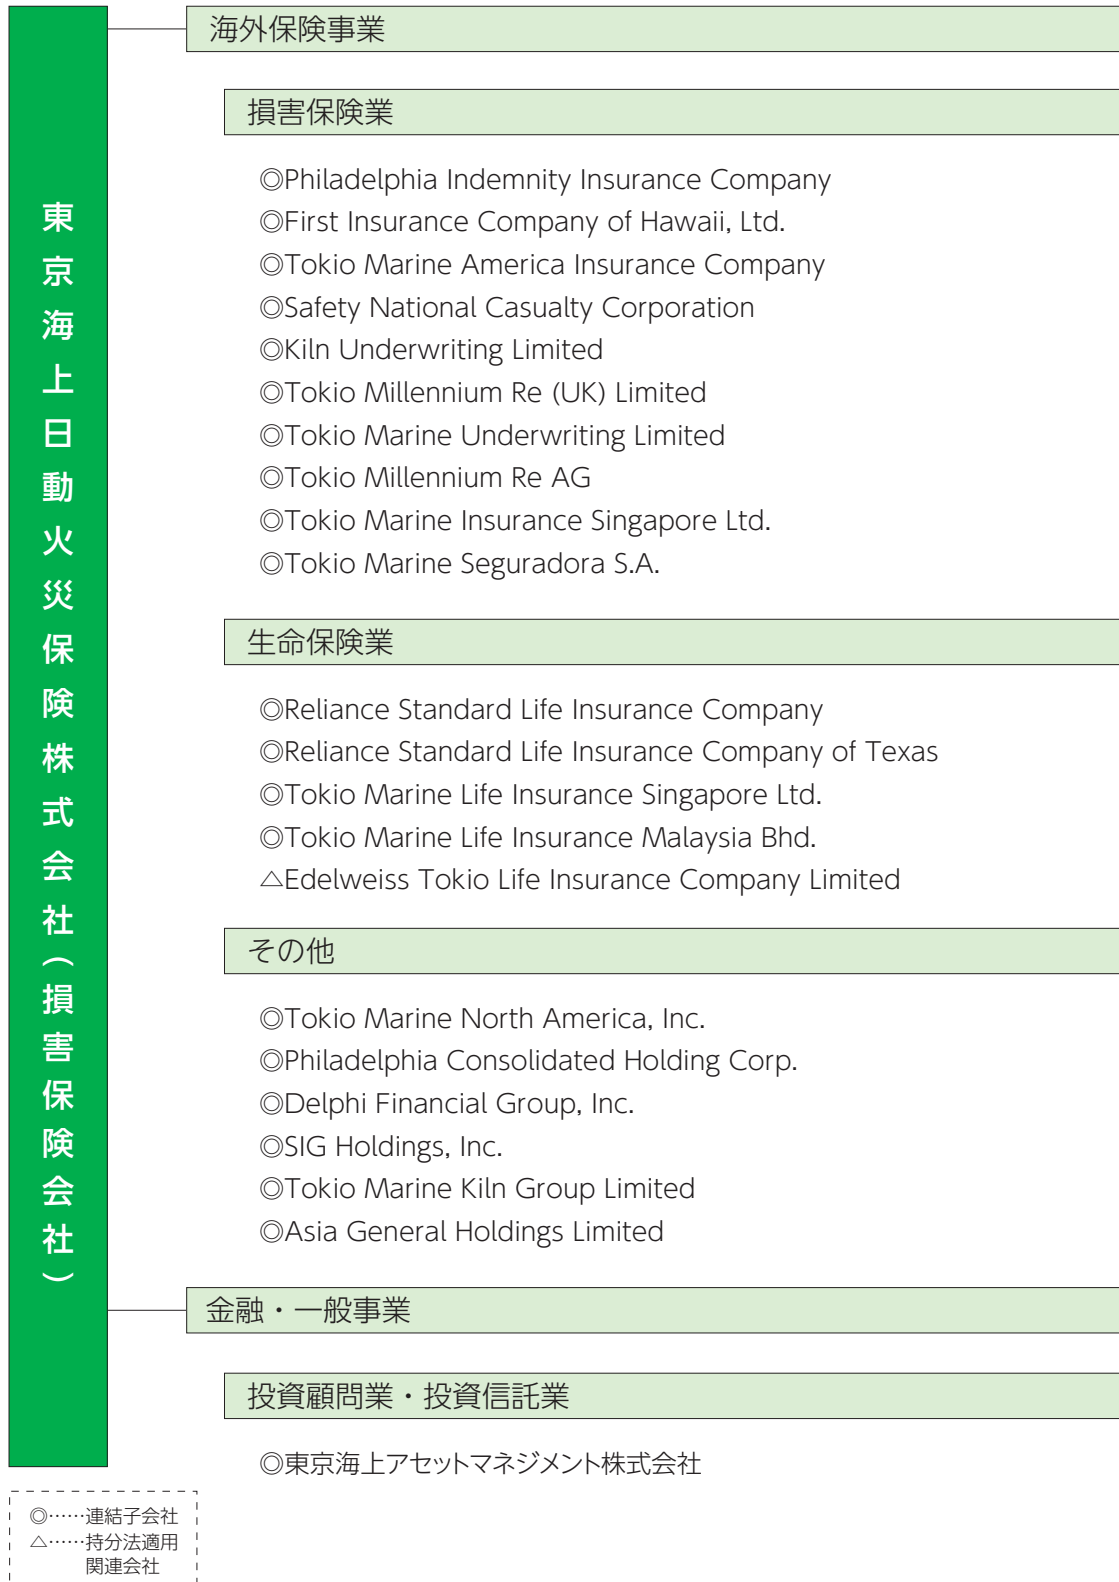 東京海上日動火災保険株式会社(損害保険会社)
海外保険事業
損害保険業
◎Philadelphia Indemnity Insurance Company
◎First Insurance Company of Hawaii, Ltd.
◎Tokio Marine America Insurance Company
◎Safety National Casualty Corporation
◎Kiln Underwriting Limited
◎Tokio Millennium Re (UK) Limited
◎Tokio Marine Underwriting Limited
◎Tokio Millennium Re AG
◎Tokio Marine Insurance Singapore Ltd.
◎Tokio Marine Seguradora S.A.
生命保険業
◎Reliance Standard Life Insurance Company
◎Reliance Standard Life Insurance Company of Texas
◎Tokio Marine Life Insurance Singapore Ltd.
◎Tokio Marine Life Insurance Malaysia Bhd.
△Edelweiss Tokio Life Insurance Company Limited
その他
◎Tokio Marine North America, Inc.
◎Philadelphia Consolidated Holding Corp.
◎Delphi Financial Group, Inc.
◎SIG Holdings, Inc.
◎Tokio Marine Kiln Group Limited
◎Asia General Holdings Limited
金融・一般事業
投資顧問業・投資信託業
◎東京海上アセットマネジメント株式会社
◎……連結子会社
△……持分法適用
関連会社